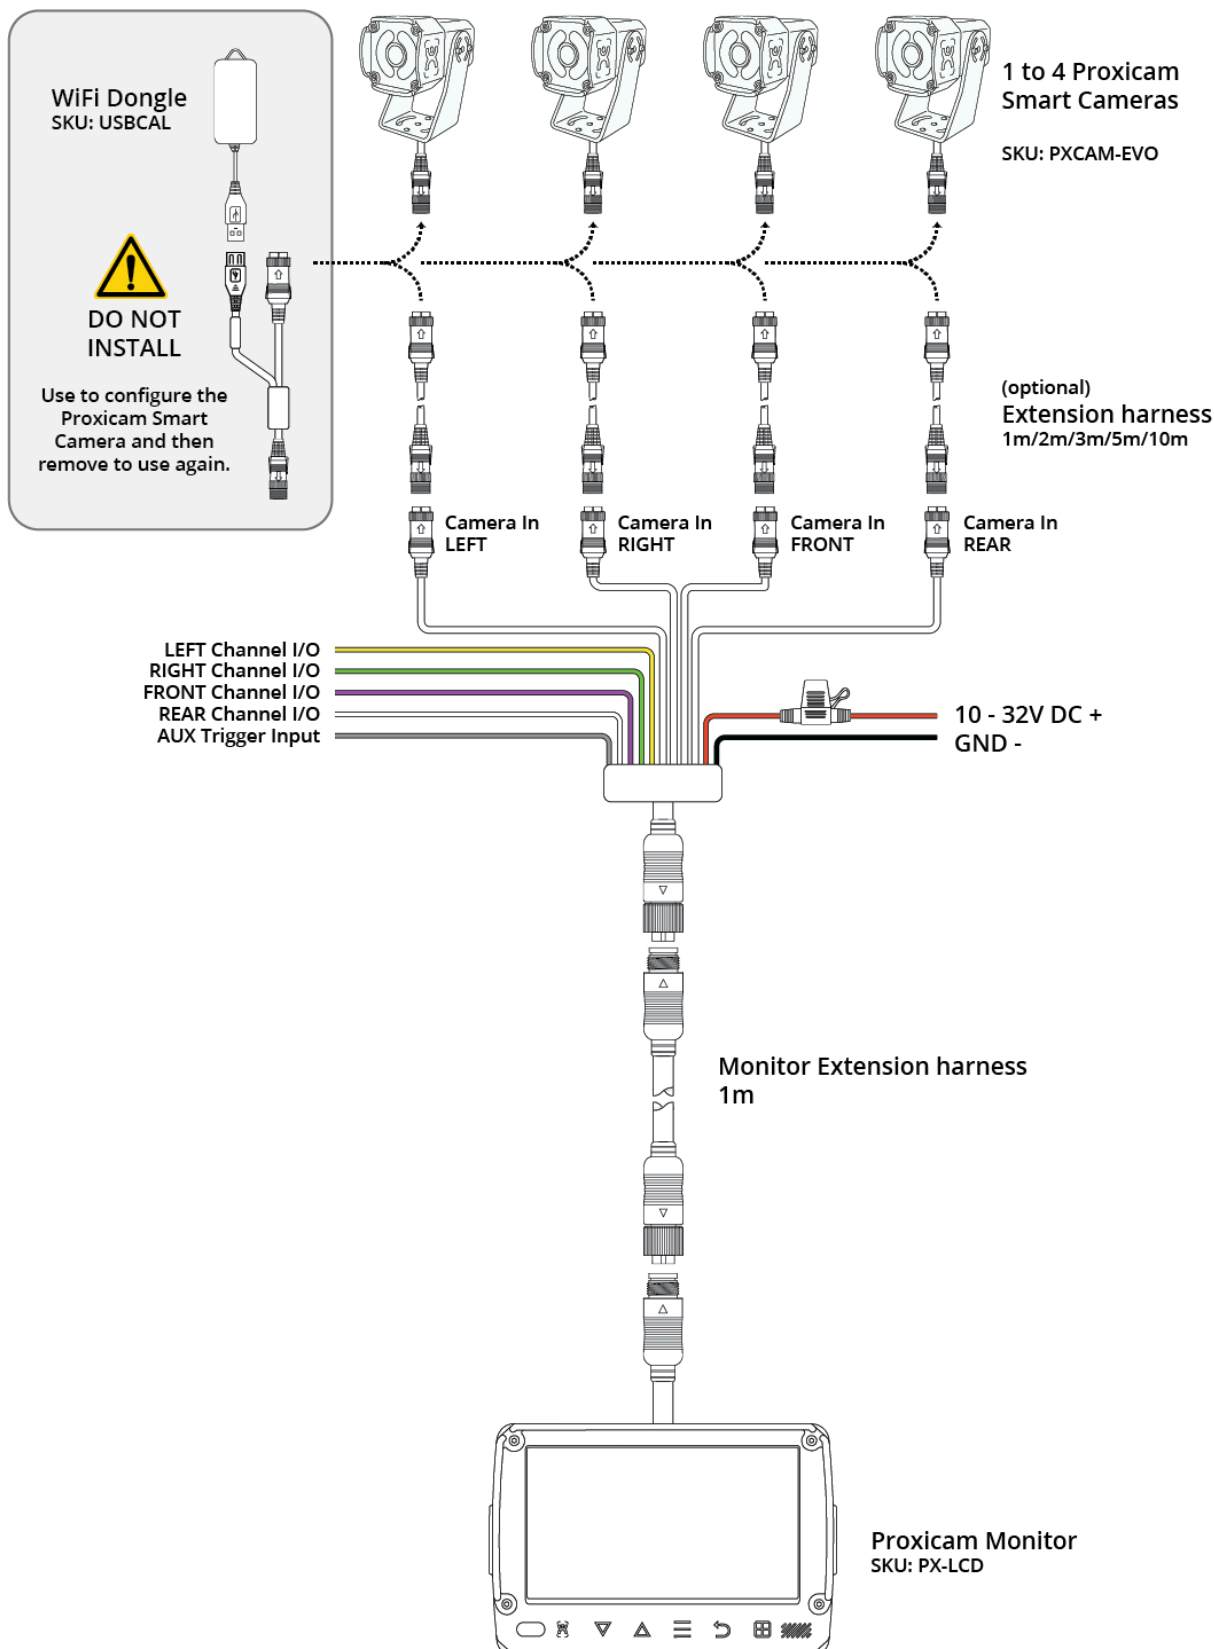 WiFi Dongle
SKU: USBCAL
DO NOT
INSTALL
Use to configure the
Proxicam Smart
Camera and then
remove to use again.
1 to 4 Proxicam
Smart Cameras
SKU: PXCAM-EVO
(optional)
Extension harness
1m/2m/3m/5m/10m
Camera In
LEFT
Camera In
RIGHT
Camera In
FRONT
Camera In
REAR
LEFT Channel I/O
RIGHT Channel I/O
FRONT Channel I/O
REAR Channel I/O
AUX Trigger Input
10 - 32V DC +
GND -
Monitor Extension harness
1m
Proxicam Monitor
SKU: PX-LCD